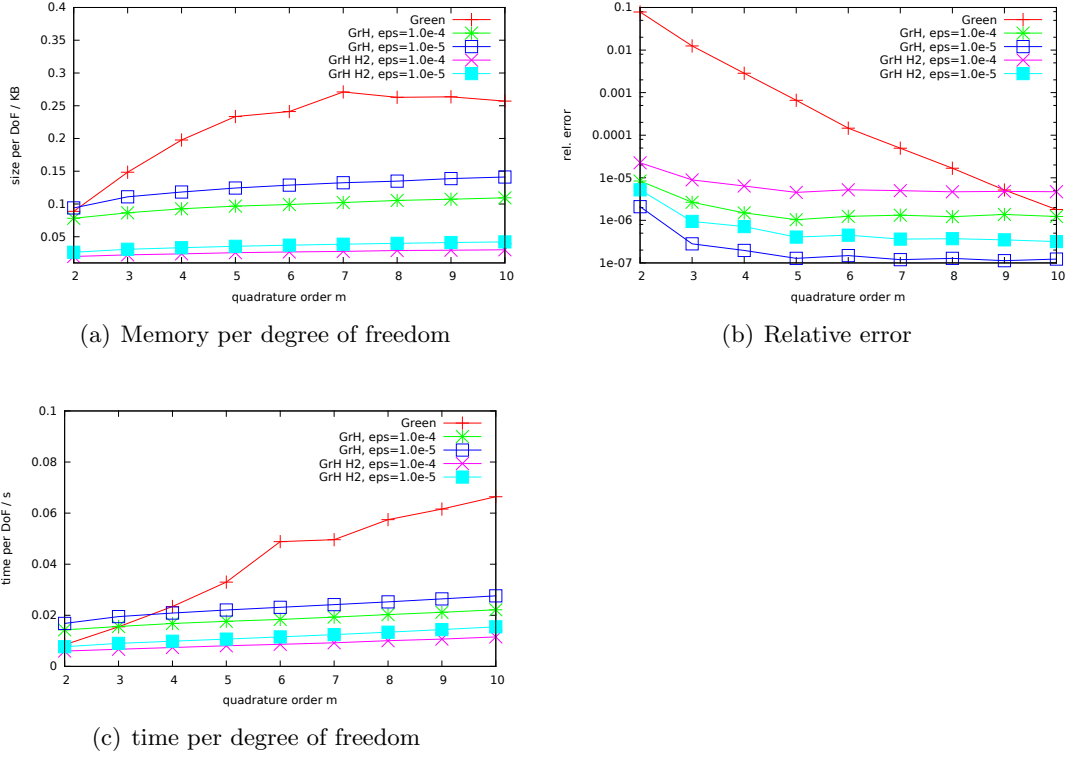 0.4
0.35
0.3
0.25
0.2
0.15
0.1
0.05
2 3 4 5 6 7 8 9 10
size per DoF / KB
quadrature order m
Green
GrH, eps=1.0e-4
GrH, eps=1.0e-5
GrH H2, eps=1.0e-4
GrH H2, eps=1.0e-5
(a) Memory per degree of freedom
0.1
0.01
0.001
0.0001
1e-05
1e-06
1e-07
2 3 4 5 6 7 8 9 10
rel. error
quadrature order m
Green
GrH, eps=1.0e-4
GrH, eps=1.0e-5
GrH H2, eps=1.0e-4
GrH H2, eps=1.0e-5
(b) Relative error
0.1
0.08
0.06
0.04
0.02
0
2 3 4 5 6 7 8 9 10
time per DoF / s
quadrature order m
Green
GrH, eps=1.0e-4
GrH, eps=1.0e-5
GrH H2, eps=1.0e-4
GrH H2, eps=1.0e-5
(c) time per degree of freedom